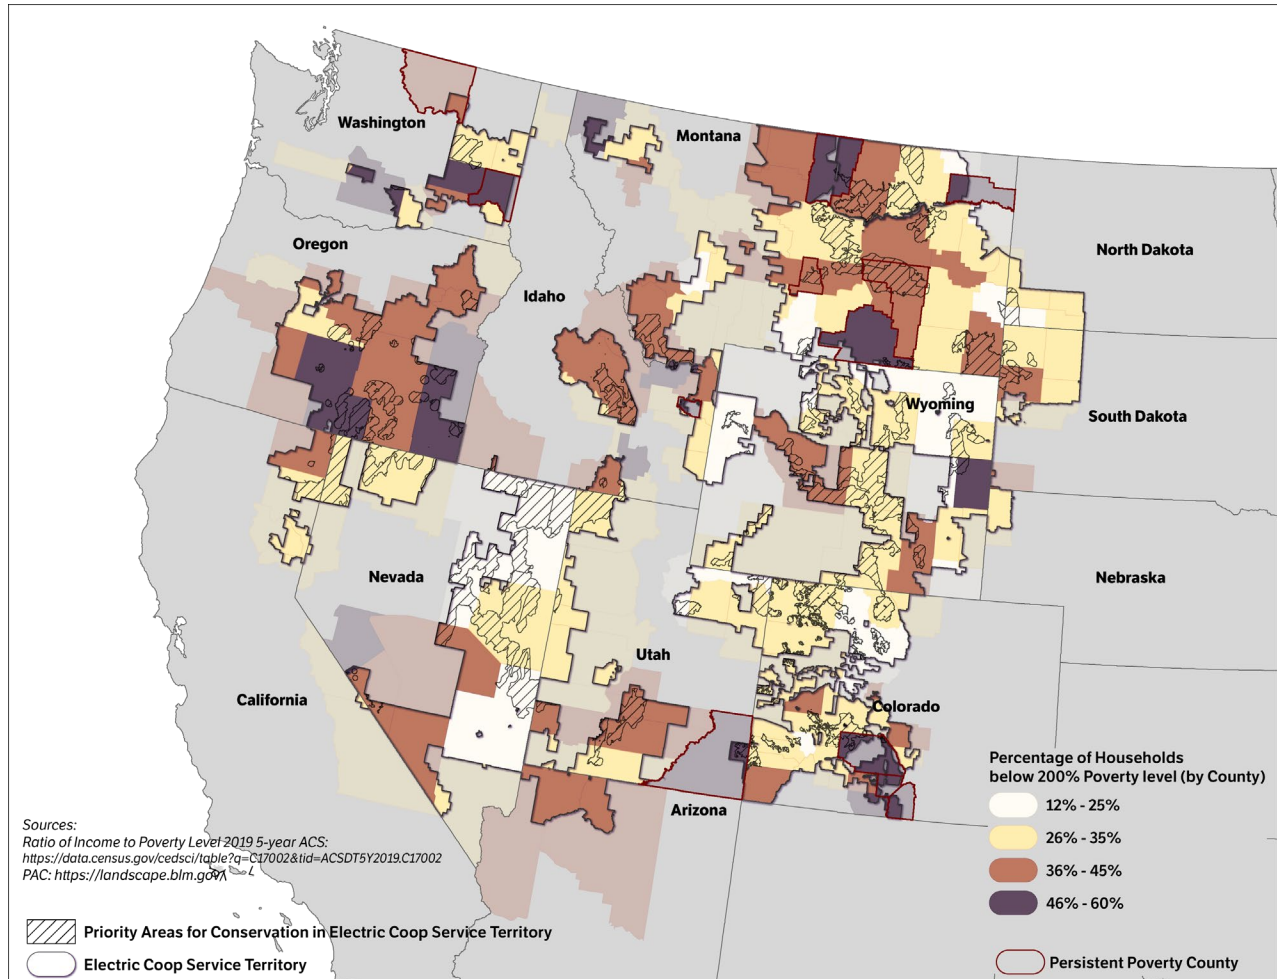 Washington
Montana
Oregon
North Dakota
Idaho
Wyoming
South Dakota
Nevada
Nebraska
Utah
California
Colorado
Arizona
Percentage of Households
below 200% Poverty level (by County)
12% - 25%
26% - 35%
36% - 45%
46% - 60%
Sources:
Ratio of Income to Poverty Level 2019 5-year ACS:
https://data.census.gov/cedsci/table?q=C17002&tid=ACSDT5Y2019.C17002
PAC: https://landscape.blm.gov/
Priority Areas for Conservation in Electric Coop Service Territory
Electric Coop Service Territory
Persistent Poverty County